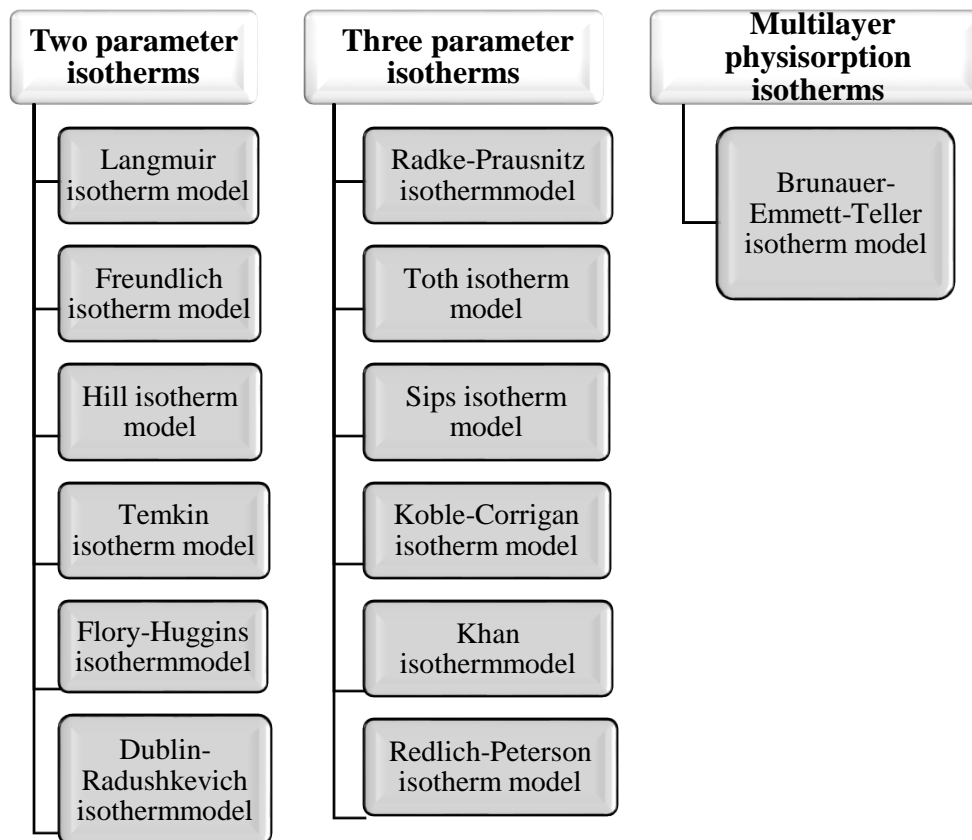 Two parameter
isotherms
Langmuir
isotherm model
Freundlich
isotherm model
Hill isotherm
model
Temkin
isotherm model
Flory-Huggins
isothermmodel
Dublin-
Radushkevich
isothermmodel
Three parameter
isotherms
Radke-Prausnitz
isothermmodel
Toth isotherm
model
Sips isotherm
model
Koble-Corrigan
isotherm model
Khan
isothermmodel
Redlich-Peterson
isotherm model
Multilayer
physisorption
isotherms
Brunauer-
Emmett-Teller
isotherm model